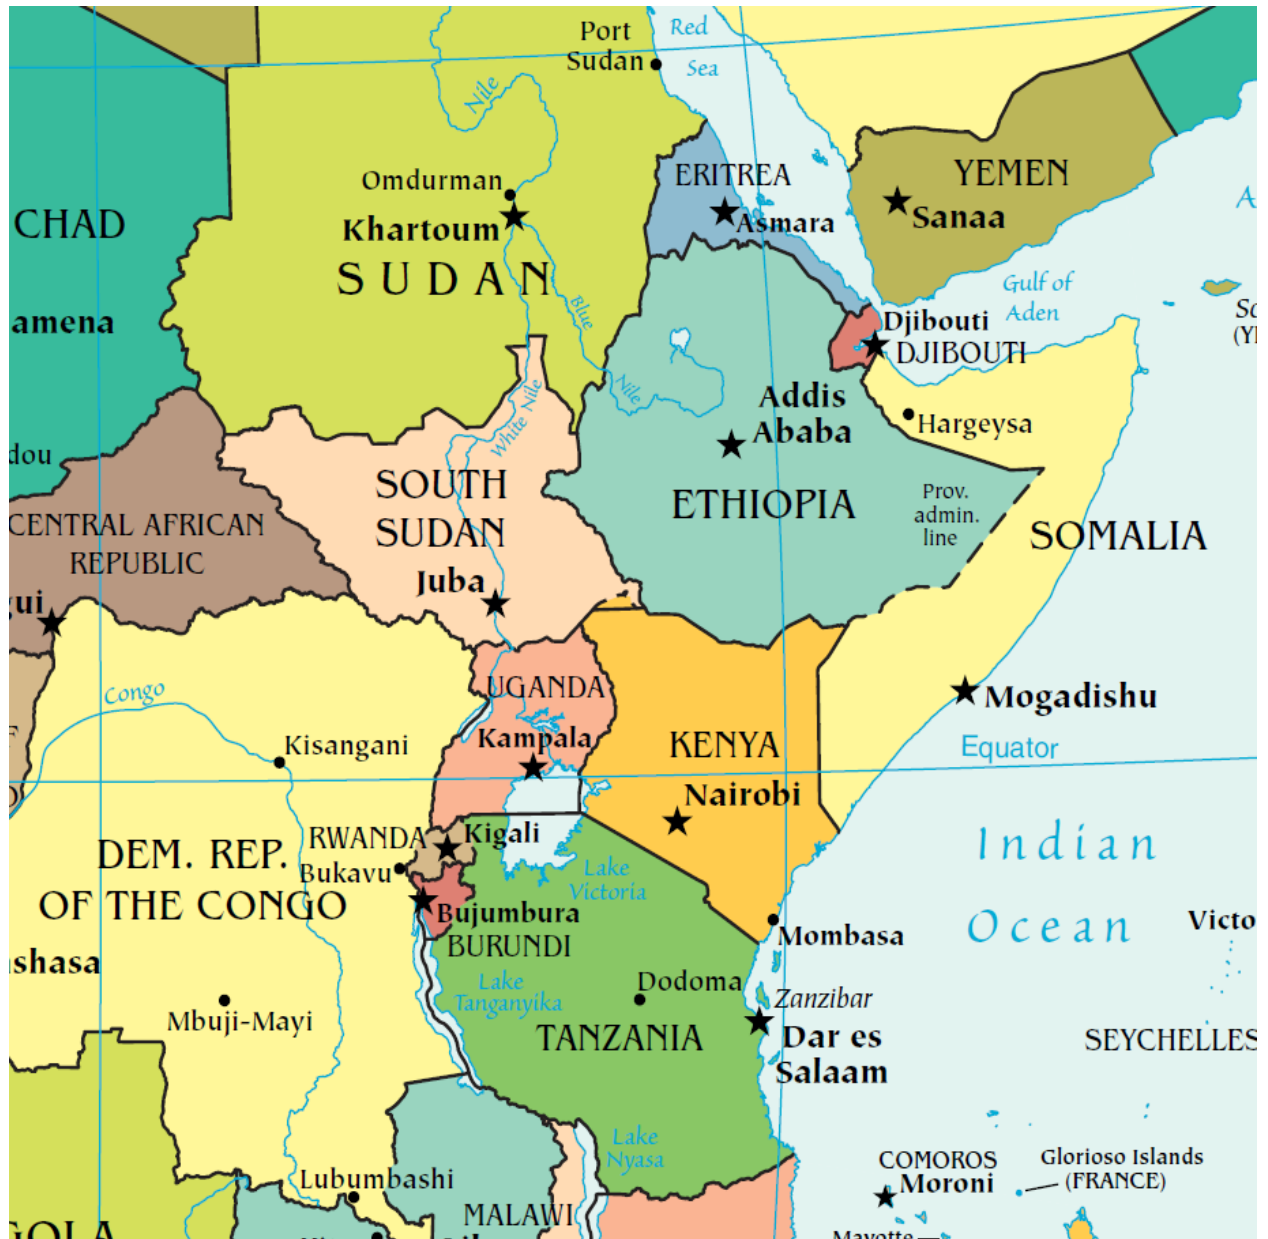 Port
Sudan
Red
Sea
Nile
Omdurman
Khartoum
SUDAN
ERITREA
Asmara
YEMEN
Sanaa
CHAD
amena
Blue
Nile
Gulf of
Aden
Djibouti
DJIBOUTI
Hargeysa
White Nile
Addis
Ababa
ETHIOPIA
Prov.
admin.
line
SOMALIA
dou
SOUTH
SUDAN
Juba
CENTRAL AFRICAN
REPUBLIC
gui
Congo
Kisangani
UGANDA
Kampala
KENYA
Nairobi
Mogadishu
Equator
Indian
Ocean
RWANDA
Kigali
DEM. REP.
OF THE CONGO
Bukavu
Lake
Victoria
Bujumbura
BURUNDI
Mombasa
Victo
shasa
Lake
Tanganyika
Dodoma
Zanzibar
Mbuji-Mayi
TANZANIA
Dar es
Salaam
SEYCHELLES
Lake
Nyasa
Lubumbashi
COMOROS
Moroni
Glorioso Islands
(FRANCE)
MALAWI
GOLA
Mayotte